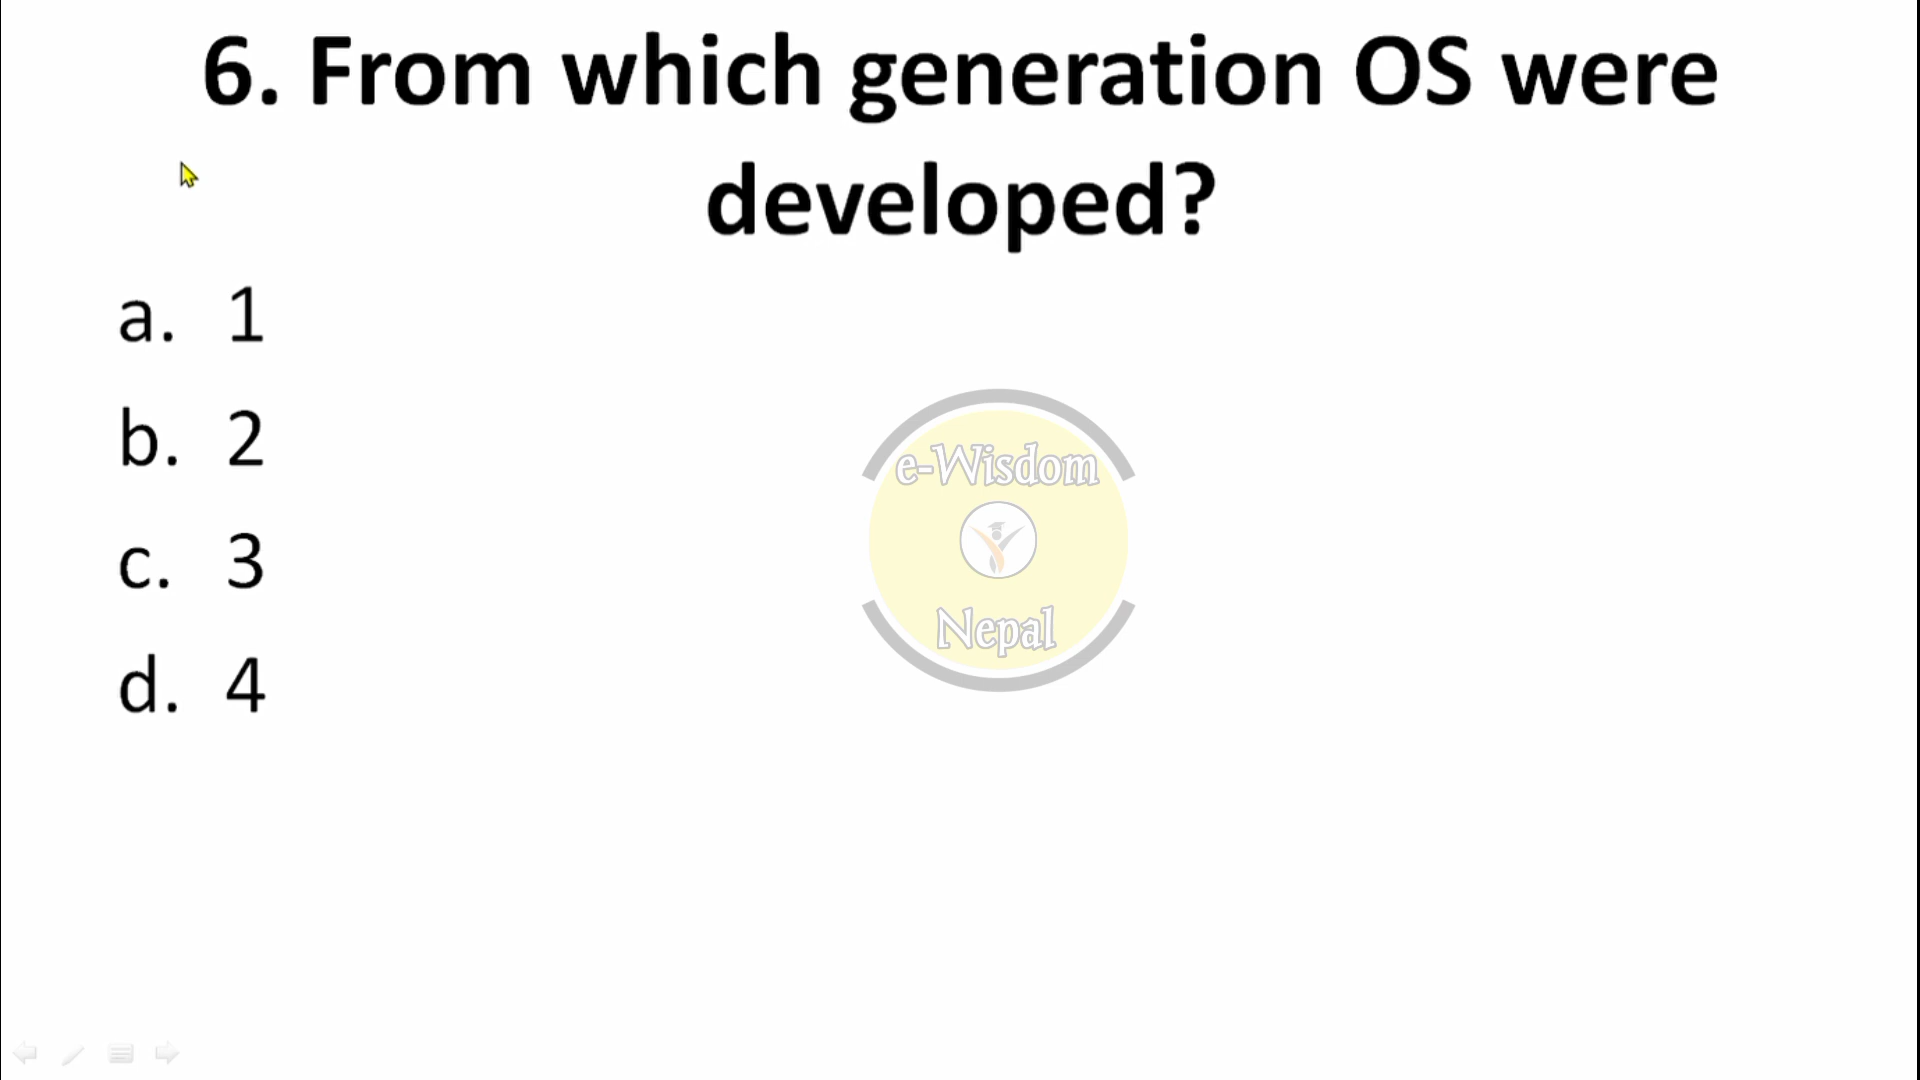 6. From which generation OS were
developed?
a. 1
b. 2
c. 3
d. 4
e-Wisdom
Nepal